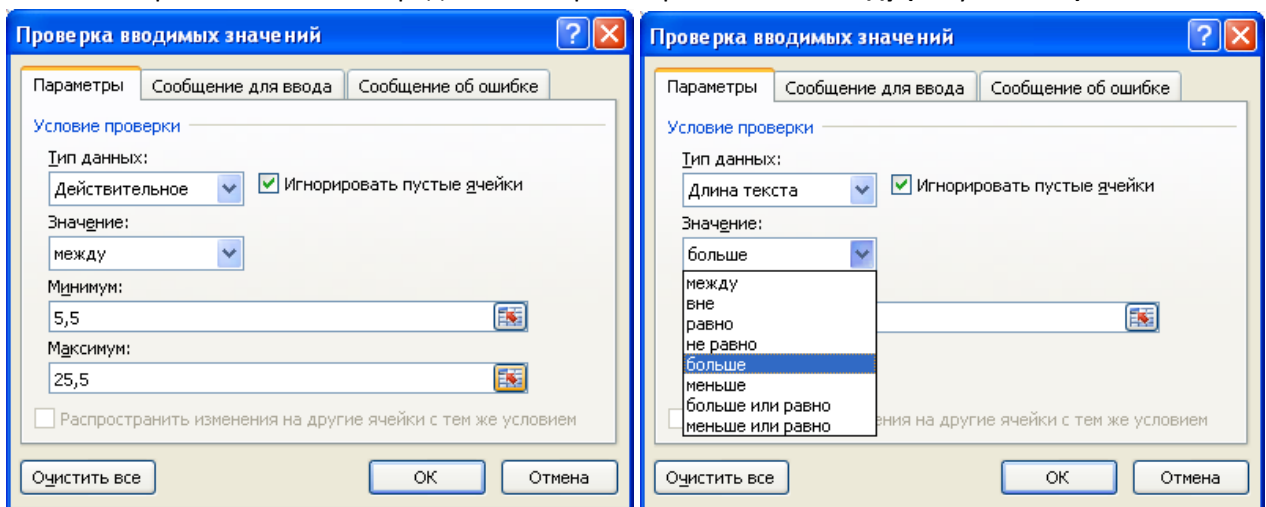 Проверка вводимых значений
Параметры Сообщение для ввода Сообщение об ошибке
Условие проверки
Тип данных:
Действительное Игнорировать пустые ячейки
Значение:
между
Минимум:
5,5
Максимум:
25,5
Распространить изменения на другие ячейки с тем же условием
Очистить все ОК Отмена
Проверка вводимых значений
Параметры Сообщение для ввода Сообщение об ошибке
Условие проверки
Тип данных:
Длина текста Игнорировать пустые ячейки
Значение:
больше
между
вне
равно
не равно
больше
меньше
больше или равно
меньше или равно
ения на другие ячейки с тем же условием
Очистить все ОК Отмена